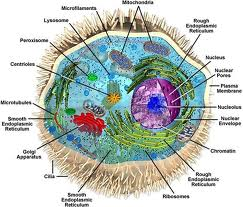 Microfilaments
Mitochondria
Lysosome
Rough
Endoplasmic
Reticulum
Peroxisome
Nucleus
Centrioles
Nuclear
Pores
Plasma
Membrane
Microtubules
Nucleolus
Smooth
Endoplasmic
Reticulum
Nuclear
Envelope
Golgi
Apparatus
Chromatin
Cilia
Rough
Endoplasmic
Reticulum
Smooth
Endoplasmic
Reticulum
Ribosomes